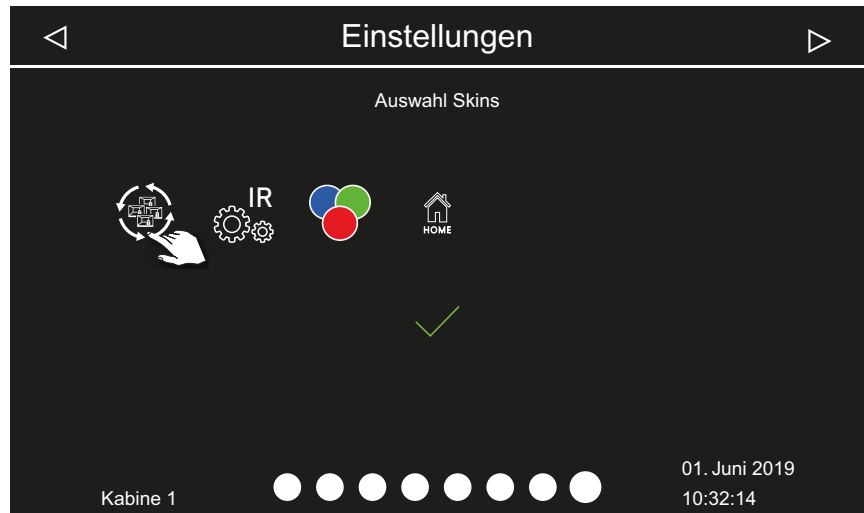 Einstellungen
Auswahl Skins
IR
HOME
01. Juni 2019
Kabine 1
10:32:14